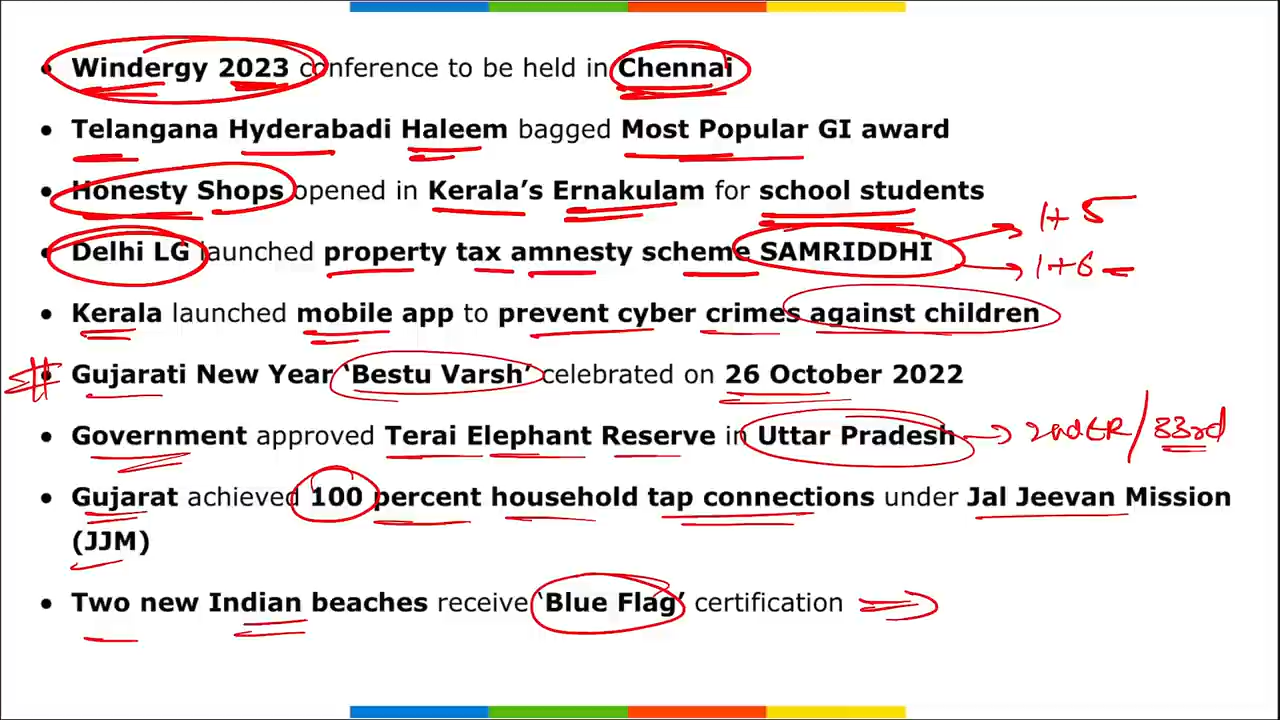 • Windergy 2023 conference to be held in Chennai
• Telangana Hyderabadi Haleem bagged Most Popular GI award
• Honesty Shops opened in Kerala's Ernakulam for school students
1+5
• Delhi LG launched property tax amnesty scheme SAMRIDDHI
1+6
• Kerala launched mobile app to prevent cyber crimes against children
# • Gujarati New Year 'Bestu Varsh' celebrated on 26 October 2022
• Government approved Terai Elephant Reserve in Uttar Pradesh → 2nd ER / 33rd
• Gujarat achieved 100 percent household tap connections under Jal Jeevan Mission
(JJM)
• Two new Indian beaches receive 'Blue Flag' certification